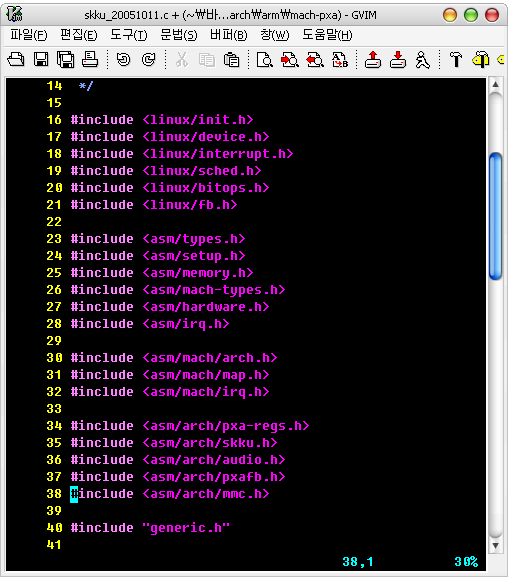 skku_20051011.c + (~₩바...arch₩arm₩mach-pxa) - GVIM
파일(F) 편집(E) 도구(T) 문법(S) 버퍼(B) 창(W) 도움말(H)
14 */
15
16 #include <linux/init.h>
17 #include <linux/device.h>
18 #include <linux/interrupt.h>
19 #include <linux/sched.h>
20 #include <linux/bitops.h>
21 #include <linux/fb.h>
22
23 #include <asm/types.h>
24 #include <asm/setup.h>
25 #include <asm/memory.h>
26 #include <asm/mach-types.h>
27 #include <asm/hardware.h>
28 #include <asm/irq.h>
29
30 #include <asm/mach/arch.h>
31 #include <asm/mach/map.h>
32 #include <asm/mach/irq.h>
33
34 #include <asm/arch/pxa-regs.h>
35 #include <asm/arch/skku.h>
36 #include <asm/arch/audio.h>
37 #include <asm/arch/pxafb.h>
38 #include <asm/arch/mmc.h>
39
40 #include "generic.h"
41
38,1 30%